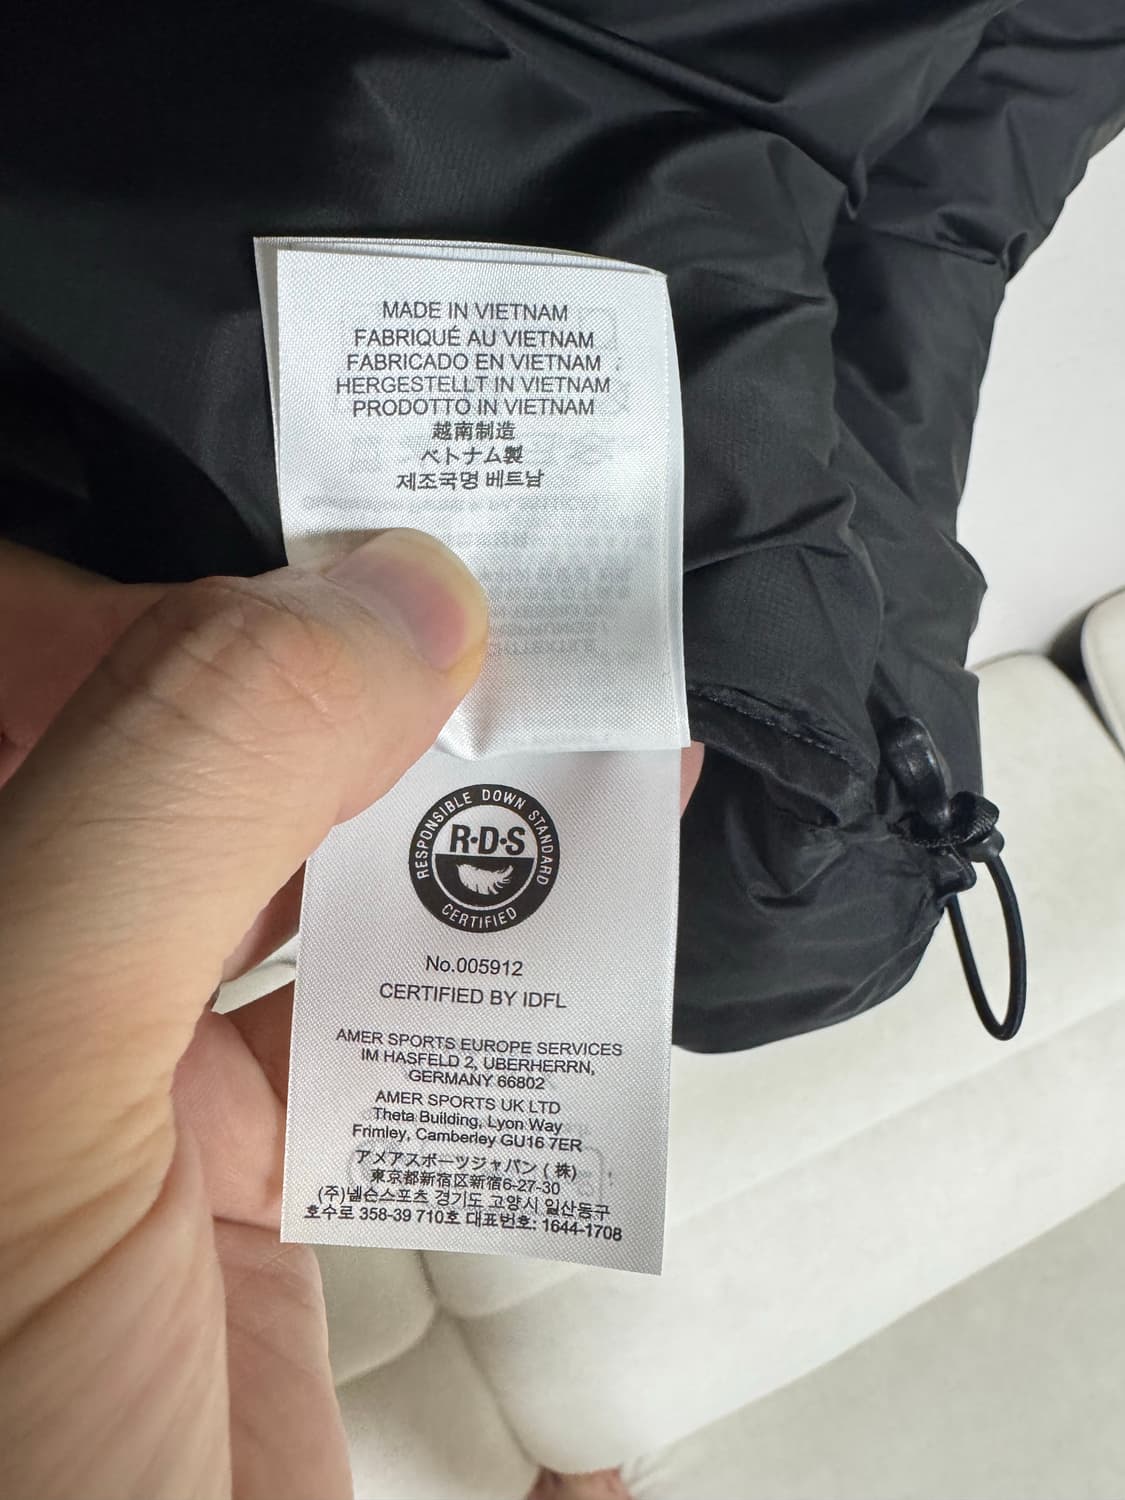 MADE IN VIETNAM
FABRIQUÉ AU VIETNAM
FABRICADO EN VIETNAM
HERGESTELLT IN VIETNAM
PRODOTTO IN VIETNAM
越南制造
ベトナム製
제조국명 베트남
RESPONSIBLE DOWN STANDARD
R·D·S
CERTIFIED
No.005912
CERTIFIED BY IDFL
AMER SPORTS EUROPE SERVICES
IM HASFELD 2, UBERHERRN,
GERMANY 66802
AMER SPORTS UK LTD
Theta Building, Lyon Way
Frimley, Camberley GU16 7ER
アメアスポーツジャパン (株)
東京都新宿区新宿6-27-30
(주)넬슨스포츠 경기도 고양시 일산동구
호수로 358-39 710호 대표번호: 1644-1708